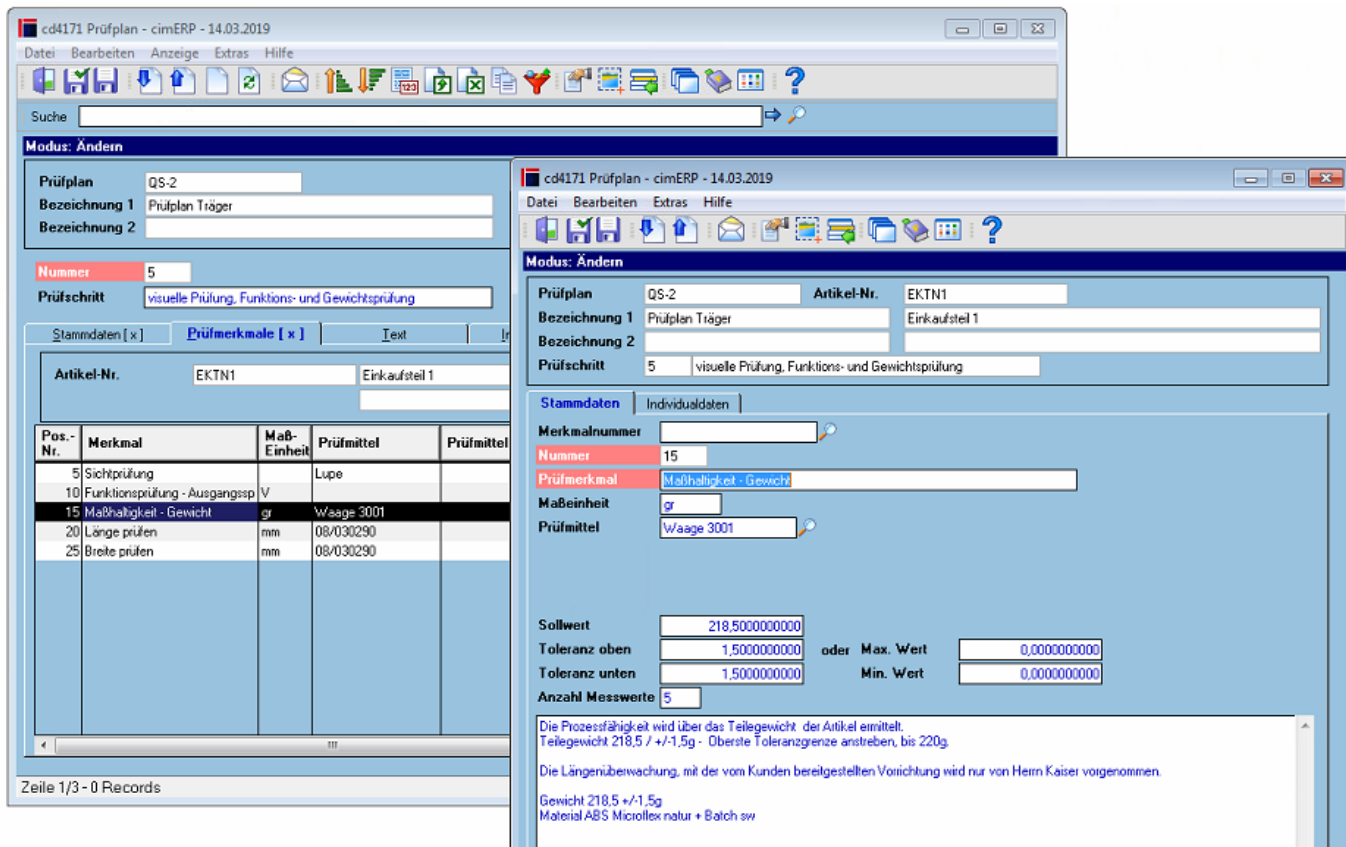 cd4171 Prüfplan - cimERP - 14.03.2019
Datei Bearbeiten Anzeige Extras Hilfe
123
Suche
Modus: Ändern
Prüfplan QS-2
Bezeichnung 1 Prüfplan Träger
Bezeichnung 2
Nummer 5
Prüfschritt visuelle Prüfung, Funktions- und Gewichtsprüfung
Stammdaten [ x ] Prüfmerkmale [ x ] Text
Artikel-Nr. EKTN1 Einkaufsteil 1
Pos.-Nr. Merkmal Maß-Einheit Prüfmittel Prüfmittel
5 Sichtprüfung Lupe
10 Funktionsprüfung - Ausgangssp V
15 Maßhaltigkeit - Gewicht gr Waage 3001
20 Länge prüfen mm 08/030290
25 Breite prüfen mm 08/030290
Zeile 1/3 - 0 Records
cd4171 Prüfplan - cimERP - 14.03.2019
Datei Bearbeiten Extras Hilfe
Modus: Ändern
Prüfplan QS-2 Artikel-Nr. EKTN1
Bezeichnung 1 Prüfplan Träger Einkaufsteil 1
Bezeichnung 2
Prüfschritt 5 visuelle Prüfung, Funktions- und Gewichtsprüfung
Stammdaten Individualdaten
Merkmalnummer
Nummer 15
Prüfmerkmal Maßhaltigkeit - Gewicht
Maßeinheit gr
Prüfmittel Waage 3001
Sollwert 218,5000000000
Toleranz oben 1,5000000000 oder Max. Wert 0,0000000000
Toleranz unten 1,5000000000 Min. Wert 0,0000000000
Anzahl Messwerte 5
Die Prozessfähigkeit wird über das Teilegewicht der Artikel ermittelt.
Teilegewicht 218,5 / +/-1,5g - Oberste Toleranzgrenze anstreben, bis 220g.
Die Längenüberwachung, mit der vom Kunden bereitgestellten Vorrichtung wird nur von Herrn Kaiser vorgenommen.
Gewicht 218,5 +/-1,5g
Material ABS Microflex natur + Batch sw